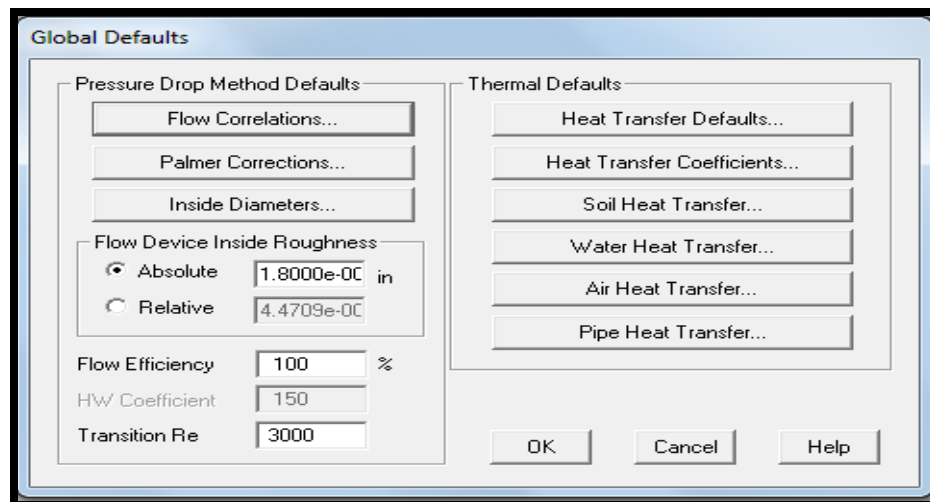 Global Defaults
Pressure Drop Method Defaults
Flow Correlations...
Palmer Corrections...
Inside Diameters...
Flow Device Inside Roughness
Absolute 1.8000e-0C in
Relative 4.4709e-0C
Flow Efficiency 100 %
HW Coefficient 150
Transition Re 3000
Thermal Defaults
Heat Transfer Defaults...
Heat Transfer Coefficients...
Soil Heat Transfer...
Water Heat Transfer...
Air Heat Transfer...
Pipe Heat Transfer...
OK Cancel Help